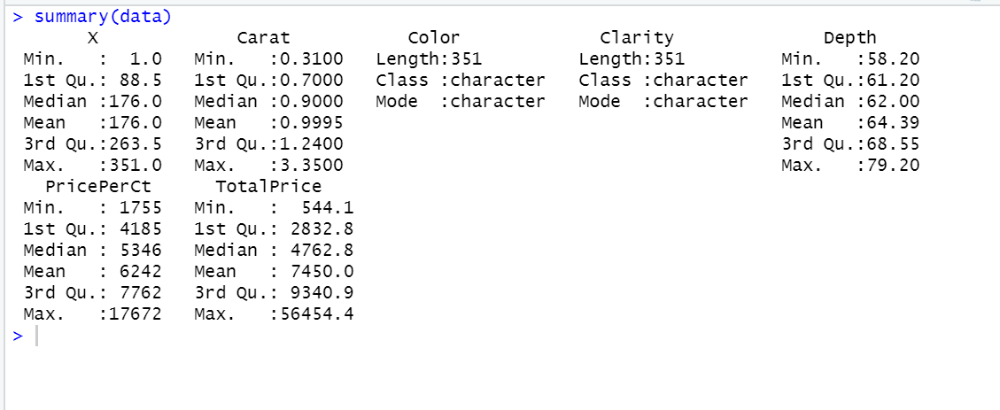 > summary(data)
       X             Carat           Color             Clarity              Depth
 Min.   :  1.0   Min.   :0.3100   Length:351         Length:351         Min.   :58.20
 1st Qu.: 88.5   1st Qu.:0.7000   Class :character   Class :character   1st Qu.:61.20
 Median :176.0   Median :0.9000   Mode  :character   Mode  :character   Median :62.00
 Mean   :176.0   Mean   :0.9995                                         Mean   :64.39
 3rd Qu.:263.5   3rd Qu.:1.2400                                         3rd Qu.:68.55
 Max.   :351.0   Max.   :3.3500                                         Max.   :79.20
   PricePerCt      TotalPrice
 Min.   : 1755   Min.   :  544.1
 1st Qu.: 4185   1st Qu.: 2832.8
 Median : 5346   Median : 4762.8
 Mean   : 6242   Mean   : 7450.0
 3rd Qu.: 7762   3rd Qu.: 9340.9
 Max.   :17672   Max.   :56454.4
>